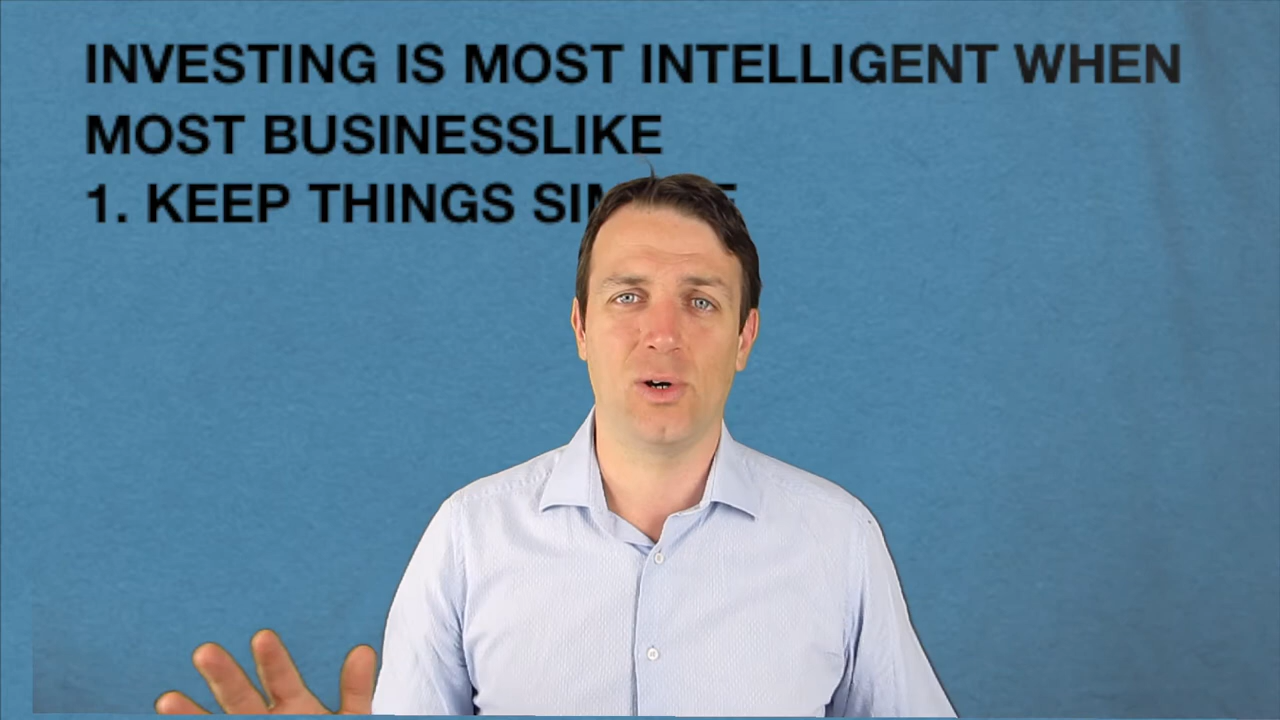 INVESTING IS MOST INTELLIGENT WHEN
MOST BUSINESSLIKE
1. KEEP THINGS